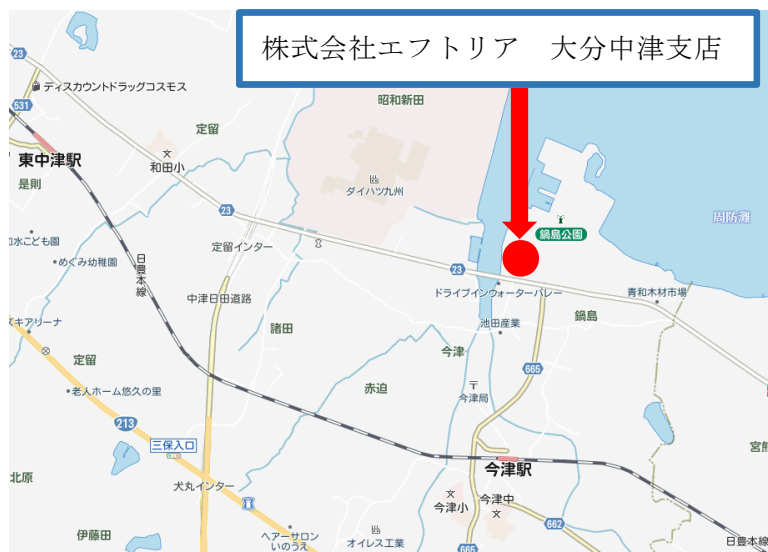 株式会社エフトリア　大分中津支店
23
ディスカウントドラッグコスモス
昭和新田
531
定留
東中津駅
和田小
是則
ダイハツ九州
周防灘
23
鍋島公園
水こども園
めぐみ幼稚園
定留インター
日豊本線
23
ドライブインウォーターバレー
青和木材市場
中津日田道路
諸田
池田産業
鍋島
スキアリーナ
今津
定留
665
老人ホーム悠久の里
赤迫
今津局
213
三保入口
宮熊
今津駅
北原
犬丸インター
今津小
今津中
伊藤田
ヘアーサロン
いのうえ
オイレス工業
662
665
日豊本線